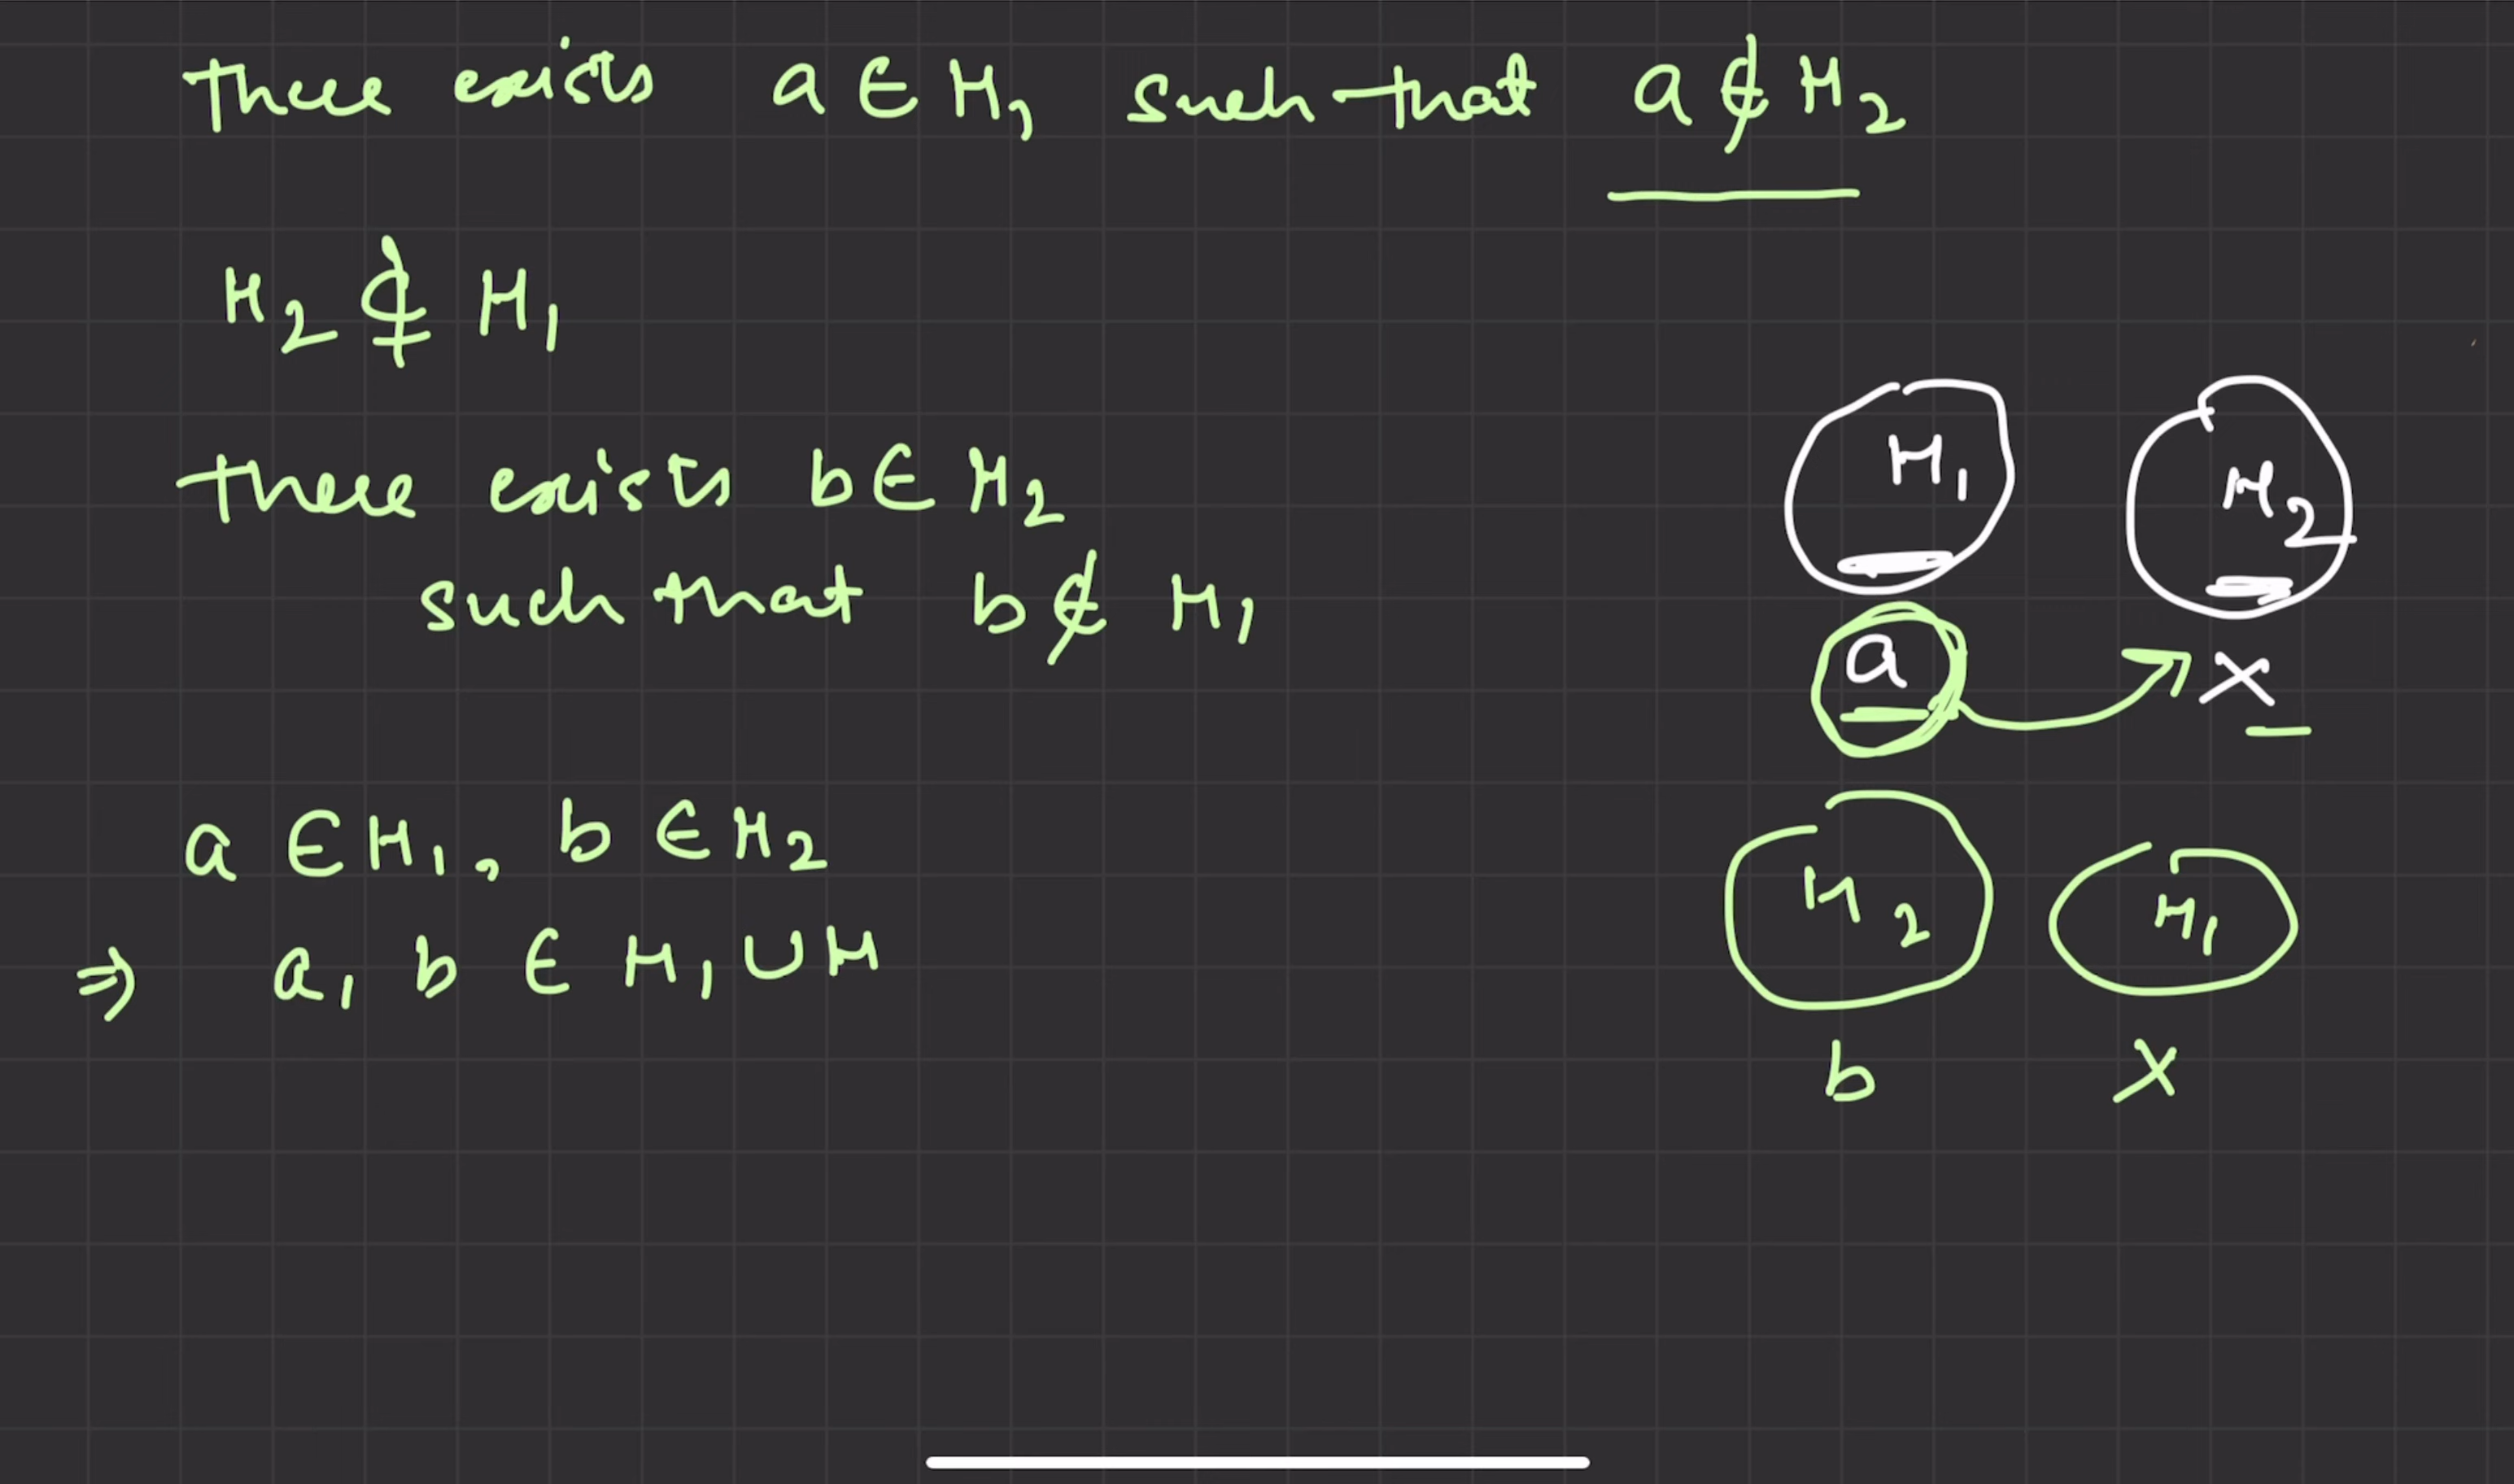 There exists a ∈ H₁ such that a ∉ H₂
H₂ ⊈ H₁
There exists b ∈ H₂
such that b ∉ H₁
a ∈ H₁, b ∈ H₂
⇒ a, b ∈ H₁ ∪ H
H₁ H₂
a x
H₂ H₁
b x